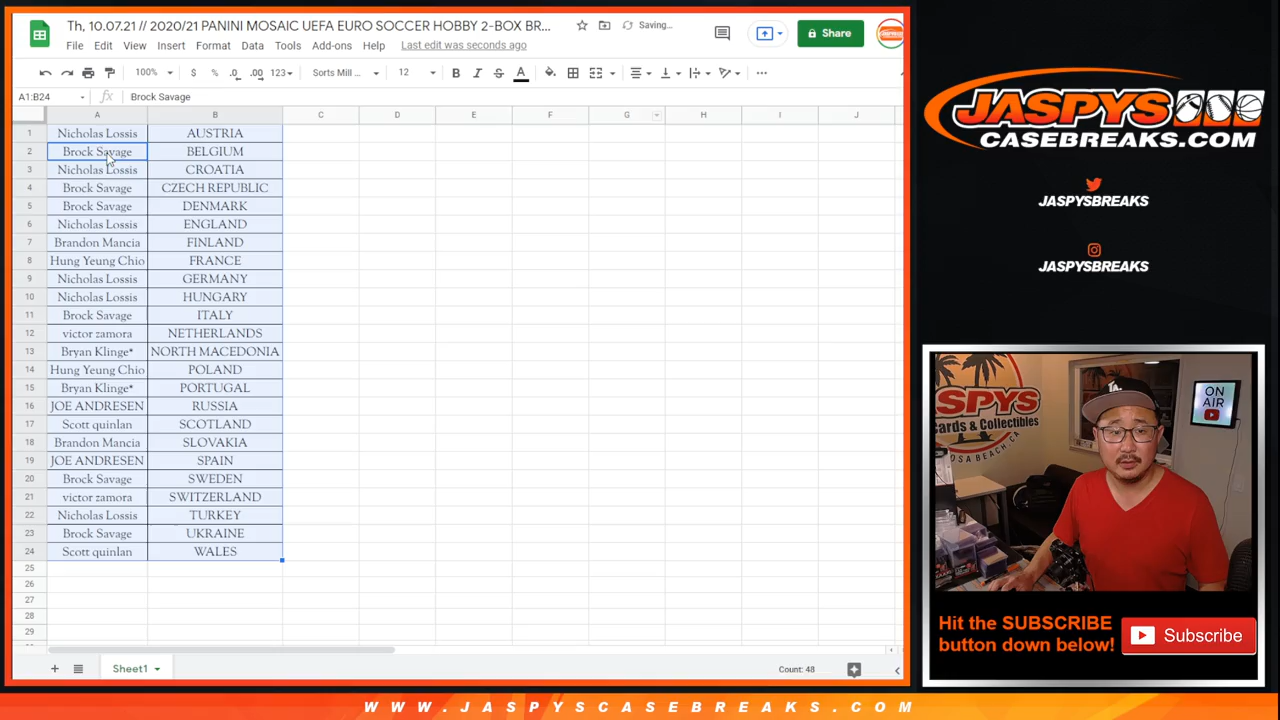 Th, 10.07.21 // 2020/21 PANINI MOSAIC UEFA EURO SOCCER HOBBY 2-BOX BR...
Saving...
File Edit View Insert Format Data Tools Add-ons Help Last edit was seconds ago
Share
100% $ % .0 .00 123 Sorts Mill ... 12 B I S A
A1:B24 fx Brock Savage
A B C D E F G H I J
1 Nicholas Lossis AUSTRIA
2 Brock Savage BELGIUM
3 Nicholas Lossis CROATIA
4 Brock Savage CZECH REPUBLIC
5 Brock Savage DENMARK
6 Nicholas Lossis ENGLAND
7 Brandon Mancia FINLAND
8 Hung Yeung Chio FRANCE
9 Nicholas Lossis GERMANY
10 Nicholas Lossis HUNGARY
11 Brock Savage ITALY
12 victor zamora NETHERLANDS
13 Bryan Klinge* NORTH MACEDONIA
14 Hung Yeung Chio POLAND
15 Bryan Klinge* PORTUGAL
16 JOE ANDRESEN RUSSIA
17 Scott quinlan SCOTLAND
18 Brandon Mancia SLOVAKIA
19 JOE ANDRESEN SPAIN
20 Brock Savage SWEDEN
21 victor zamora SWITZERLAND
22 Nicholas Lossis TURKEY
23 Brock Savage UKRAINE
24 Scott quinlan WALES
25
26
27
28
29
Sheet1
Count: 48
JASPYS
CASEBREAKS.COM
JASPYSBREAKS
JASPYSBREAKS
SPYS
Cards & Collectibles
OSA BEACH CA
ON
AIR
LA
Hit the SUBSCRIBE
button down below!
Subscribe
WWW.JASPYSCASEBREAKS.COM